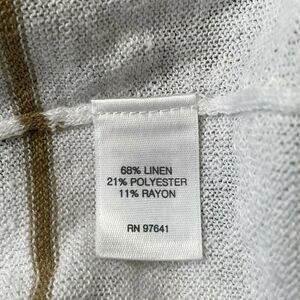 68% LINEN
21% POLYESTER
11% RAYON
RN 97641